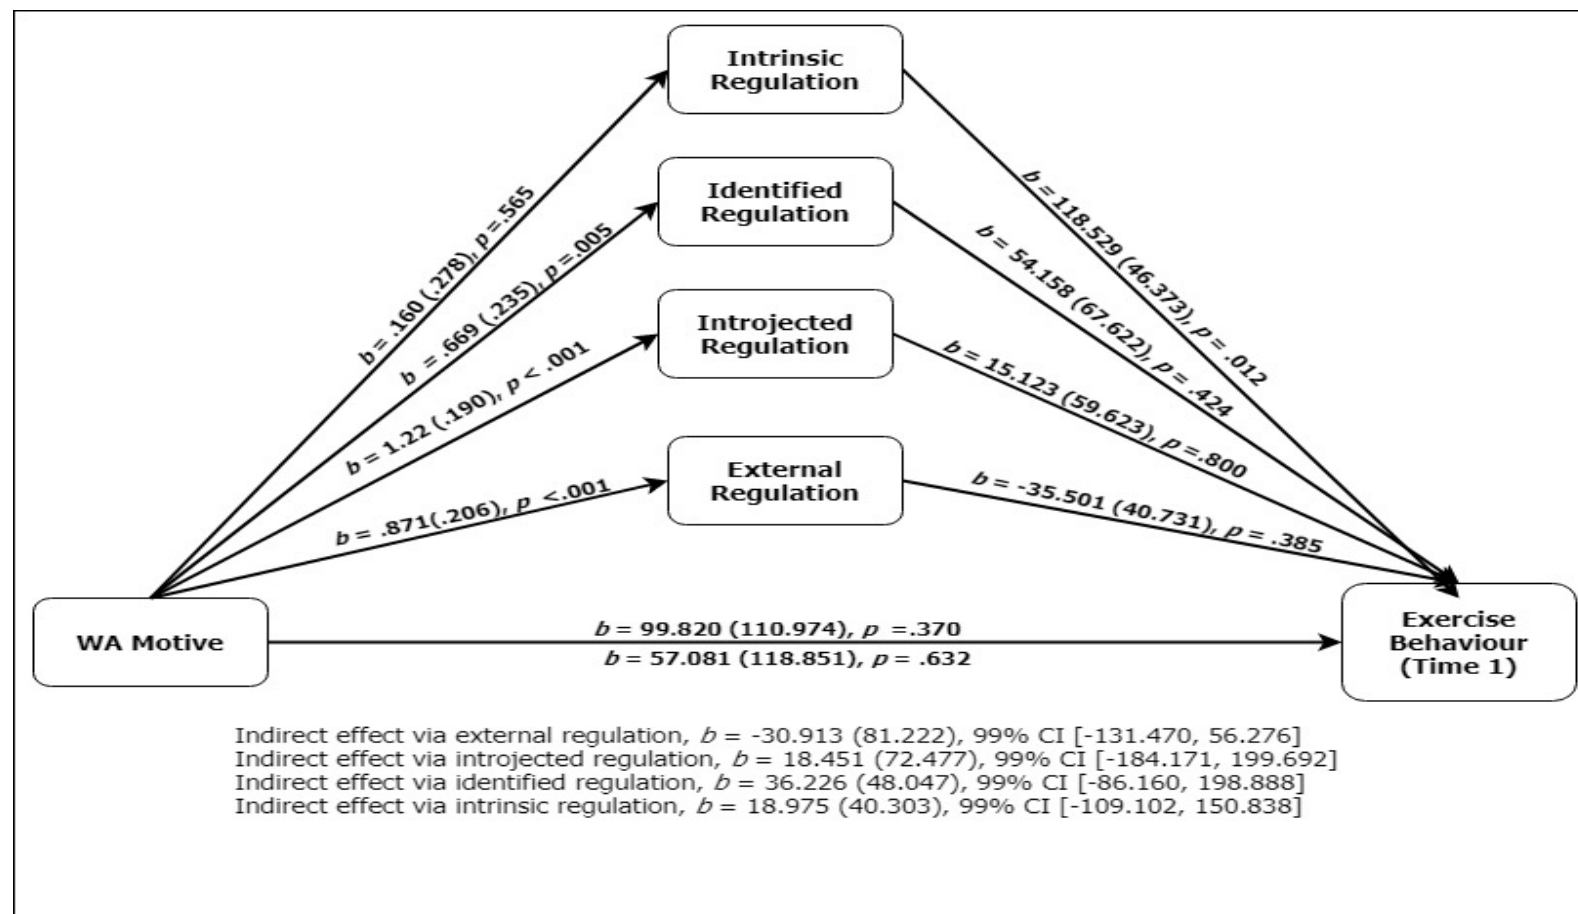 Intrinsic
Regulation
Identified
Regulation
Introjected
Regulation
External
Regulation
WA Motive
Exercise
Behaviour
(Time 1)
b = .160 (.278), p =.565
b = .669 (.235), p =.005
b = 1.22 (.190), p < .001
b = .871(.206), p <.001
b = 118.529 (46.373), p = .012
b = 54.158 (67.622), p = .424
b = 15.123 (59.623), p =.800
b = -35.501 (40.731), p = .385
b = 99.820 (110.974), p =.370
b = 57.081 (118.851), p = .632
Indirect effect via external regulation, b = -30.913 (81.222), 99% CI [-131.470, 56.276]
Indirect effect via introjected regulation, b = 18.451 (72.477), 99% CI [-184.171, 199.692]
Indirect effect via identified regulation, b = 36.226 (48.047), 99% CI [-86.160, 198.888]
Indirect effect via intrinsic regulation, b = 18.975 (40.303), 99% CI [-109.102, 150.838]